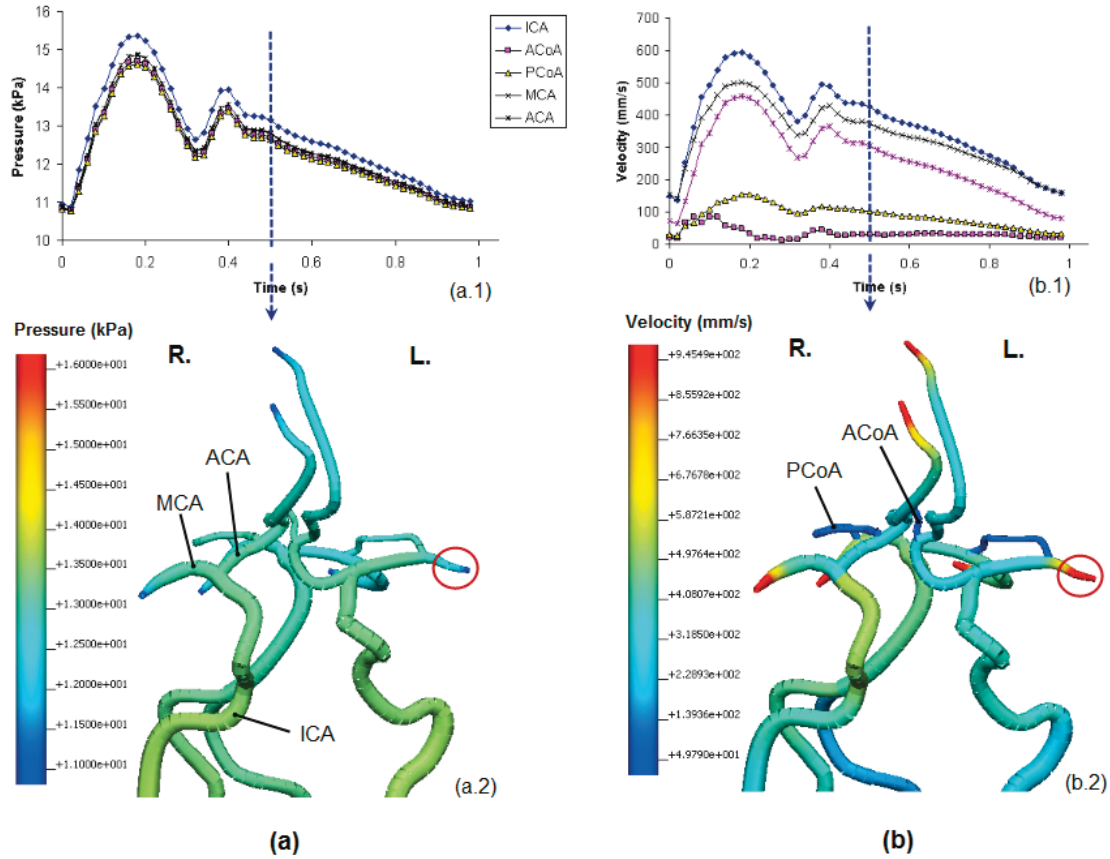 16
15
14
13
12
11
10
Pressure (kPa)
0
0.2
0.4
0.6
0.8
1
Time (s)
(a.1)
ICA
ACoA
PCoA
MCA
ACA
700
600
500
400
300
200
100
0
Velocity (mm/s)
0
0.2
0.4
0.6
0.8
1
Time (s)
(b.1)
Pressure (kPa)
+1.6000e+001
+1.5500e+001
+1.5000e+001
+1.4500e+001
+1.4000e+001
+1.3500e+001
+1.3000e+001
+1.2500e+001
+1.2000e+001
+1.1500e+001
+1.1000e+001
R.
L.
ACA
MCA
ICA
(a.2)
Velocity (mm/s)
+9.4549e+002
+8.5592e+002
+7.6635e+002
+6.7678e+002
+5.8721e+002
+4.9764e+002
+4.0807e+002
+3.1850e+002
+2.2893e+002
+1.3936e+002
+4.9790e+001
R.
L.
ACoA
PCoA
(b.2)
(a)
(b)